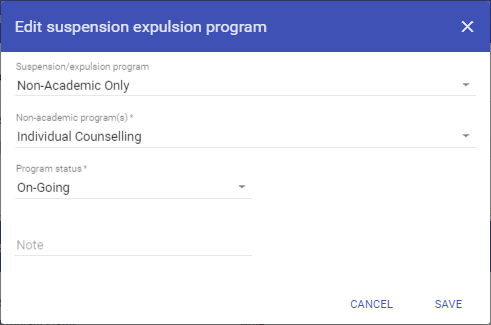 Edit suspension expulsion program
Suspension/expulsion program
Non-Academic Only
Non-academic program(s) *
Individual Counselling
Program status *
On-Going
Note
CANCEL SAVE